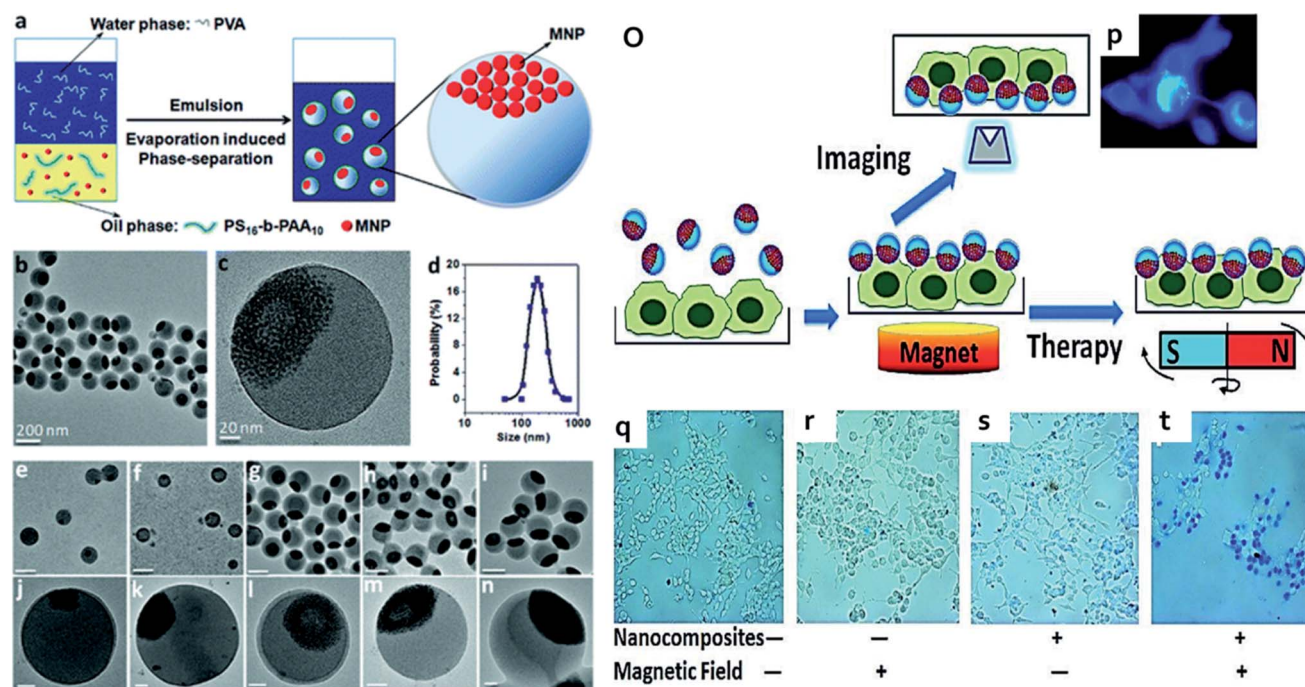 a
Water phase: PVA
Emulsion
Evaporation induced
Phase-separation
MNP
Oil phase: PS₁₆-b-PAA₁₀ MNP
b
200 nm
c
20 nm
d
Probability (%)
20
16
12
8
4
0
10 100 1000
Size (nm)
e f g h i
j k l m n
O
p
Imaging
Magnet
Therapy
S N
q r s t
Nanocomposites — — + +
Magnetic Field — + — +